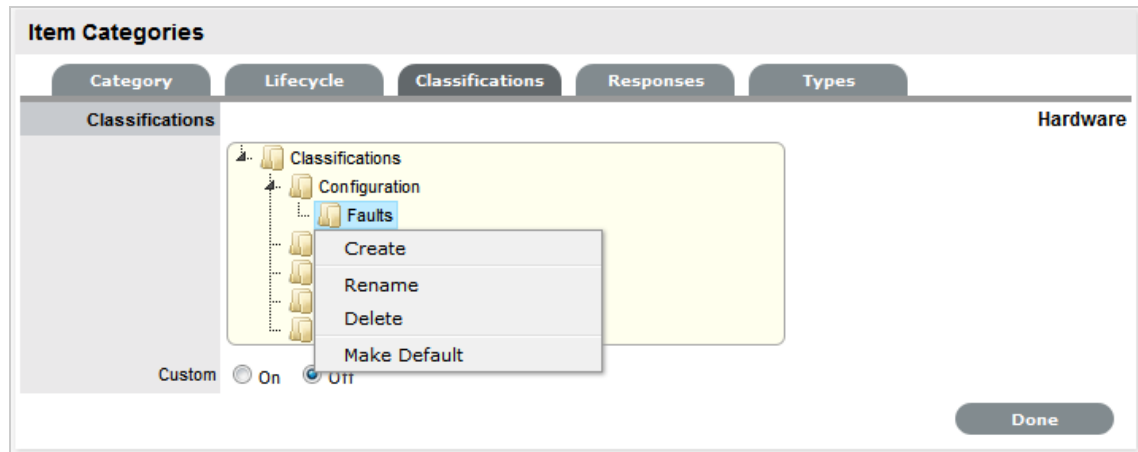 Item Categories
Category Lifecycle Classifications Responses Types
Classifications Hardware
Classifications
Configuration
Faults
Create
Rename
Delete
Make Default
Custom On Off
Done